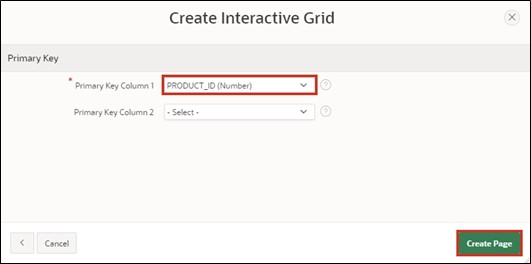 Create Interactive Grid
Primary Key
* Primary Key Column 1 PRODUCT_ID (Number)
Primary Key Column 2 - Select -
Cancel Create Page